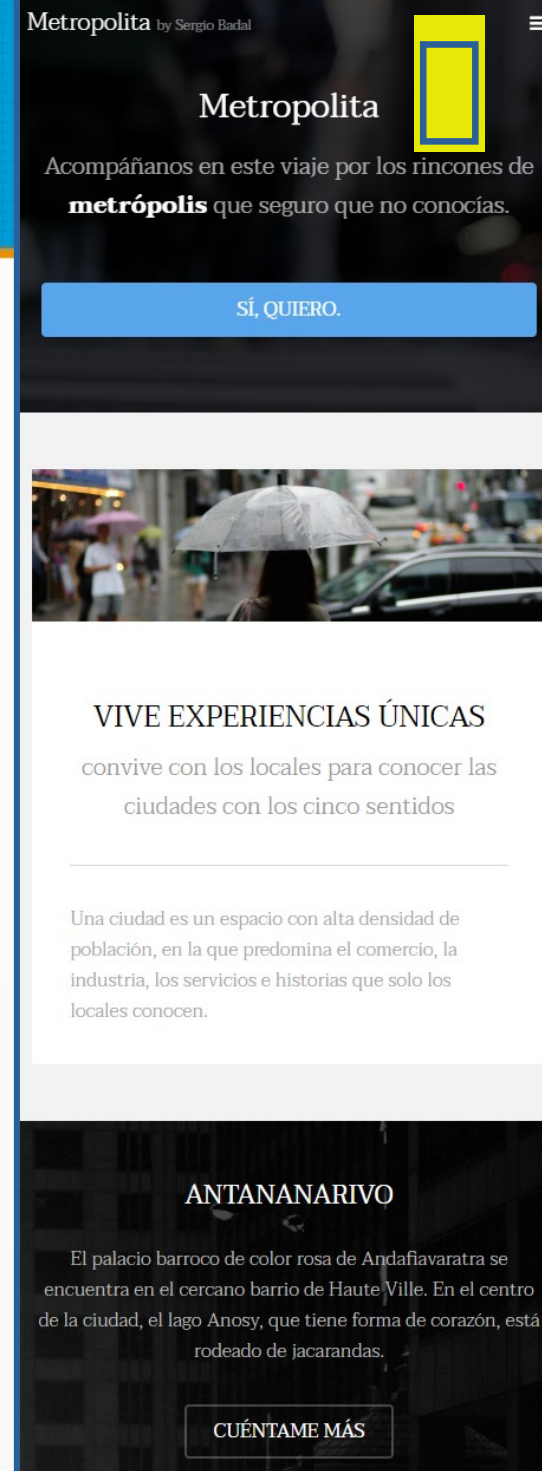 Metropolita by Sergio Badal
Metropolita
Acompáñanos en este viaje por los rincones de
metrópolis que seguro que no conocías.
SÍ, QUIERO.
VIVE EXPERIENCIAS ÚNICAS
convive con los locales para conocer las
ciudades con los cinco sentidos
Una ciudad es un espacio con alta densidad de
población, en la que predomina el comercio, la
industria, los servicios e historias que solo los
locales conocen.
ANTANANARIVO
El palacio barroco de color rosa de Andafiavaratra se
encuentra en el cercano barrio de Haute Ville. En el centro
de la ciudad, el lago Anosy, que tiene forma de corazón, está
rodeado de jacarandas.
CUÉNTAME MÁS